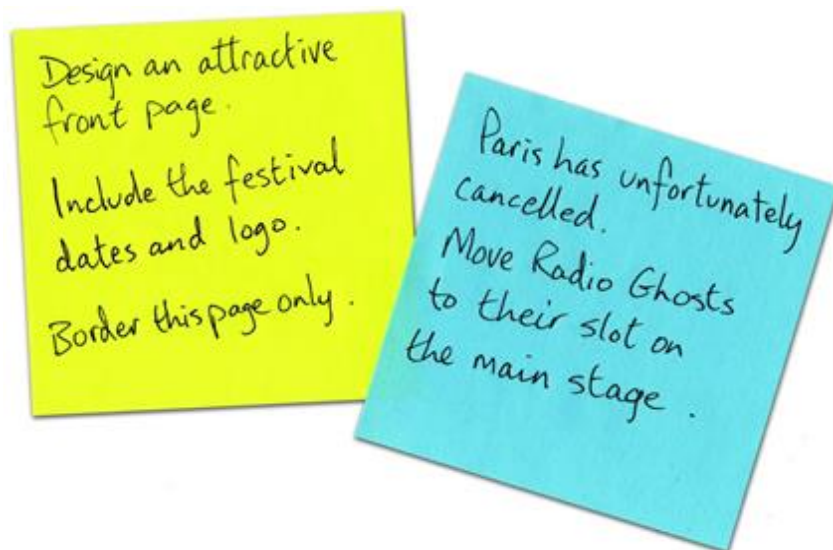 Design an attractive
front page.
Include the festival
dates and logo.
Border this page only.
Paris has unfortunately
cancelled.
Move Radio Ghosts
to their slot on
the main stage.